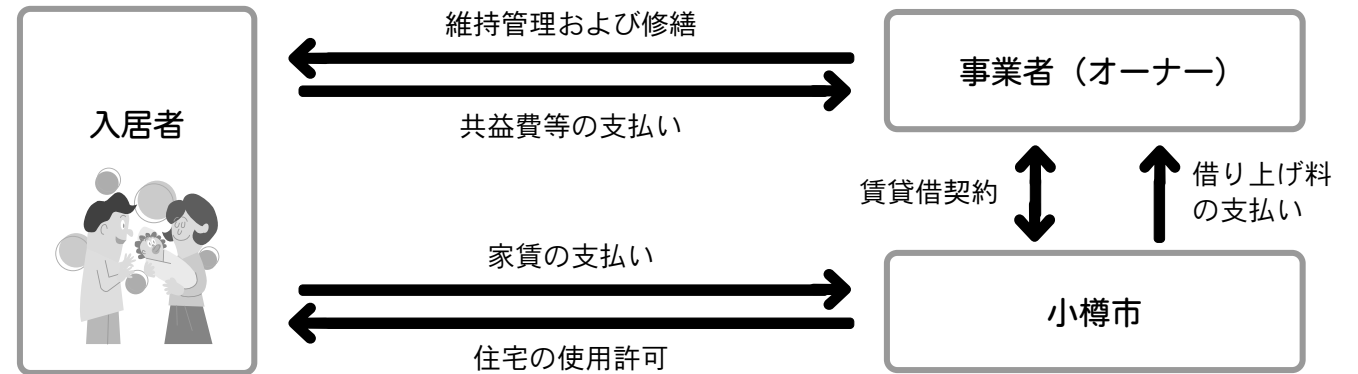 維持管理および修繕
事業者（オーナー）
入居者
共益費等の支払い
賃貸借契約
借り上げ料
の支払い
家賃の支払い
小樽市
住宅の使用許可